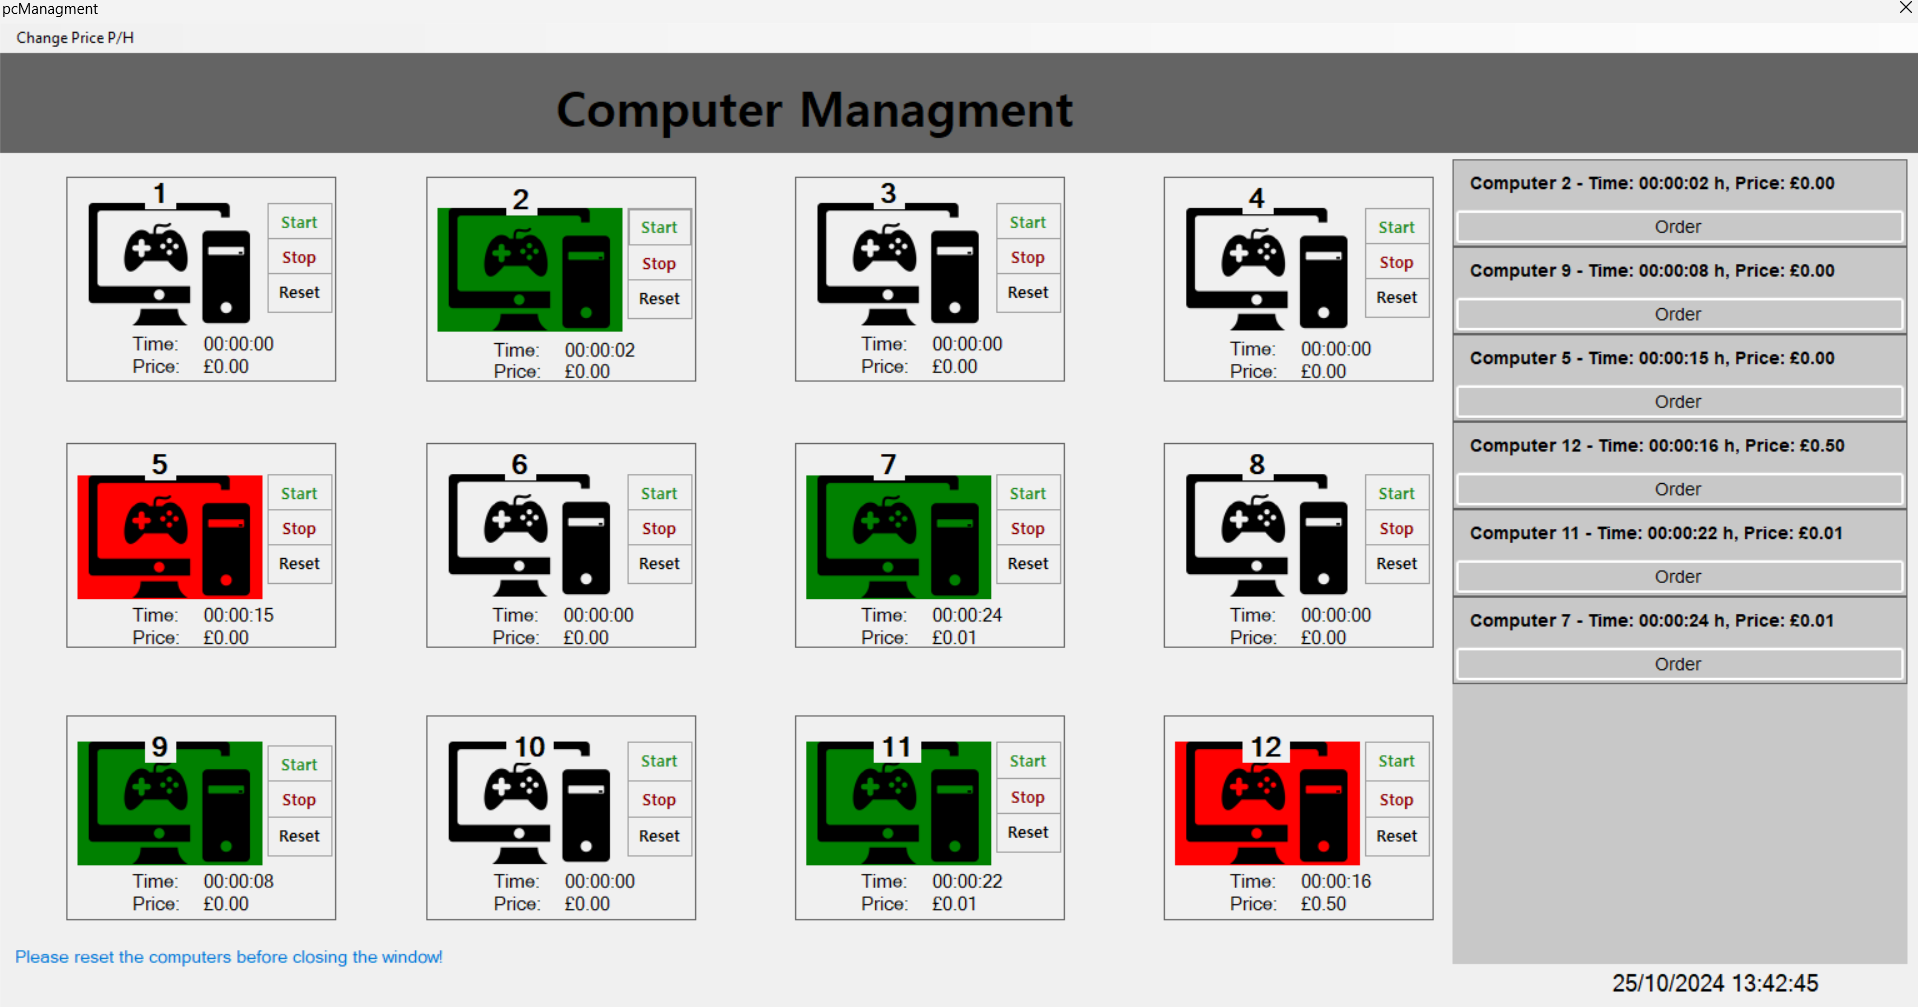 pcManagment
Change Price P/H
Computer Managment
1
Start
Stop
Reset
Time: 00:00:00
Price: £0.00
2
Start
Stop
Reset
Time: 00:00:02
Price: £0.00
3
Start
Stop
Reset
Time: 00:00:00
Price: £0.00
4
Start
Stop
Reset
Time: 00:00:00
Price: £0.00
5
Start
Stop
Reset
Time: 00:00:15
Price: £0.00
6
Start
Stop
Reset
Time: 00:00:00
Price: £0.00
7
Start
Stop
Reset
Time: 00:00:24
Price: £0.01
8
Start
Stop
Reset
Time: 00:00:00
Price: £0.00
9
Start
Stop
Reset
Time: 00:00:08
Price: £0.00
10
Start
Stop
Reset
Time: 00:00:00
Price: £0.00
11
Start
Stop
Reset
Time: 00:00:22
Price: £0.01
12
Start
Stop
Reset
Time: 00:00:16
Price: £0.50
Please reset the computers before closing the window!
Computer 2 - Time: 00:00:02 h, Price: £0.00
Order
Computer 9 - Time: 00:00:08 h, Price: £0.00
Order
Computer 5 - Time: 00:00:15 h, Price: £0.00
Order
Computer 12 - Time: 00:00:16 h, Price: £0.50
Order
Computer 11 - Time: 00:00:22 h, Price: £0.01
Order
Computer 7 - Time: 00:00:24 h, Price: £0.01
Order
25/10/2024 13:42:45